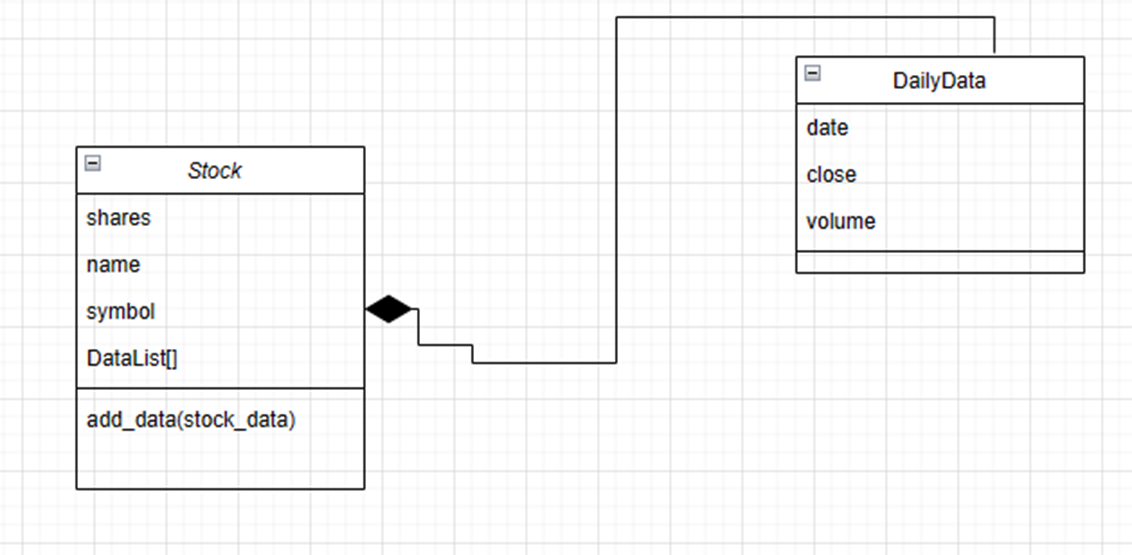 Stock
shares
name
symbol
DataList[]
add_data(stock_data)
DailyData
date
close
volume